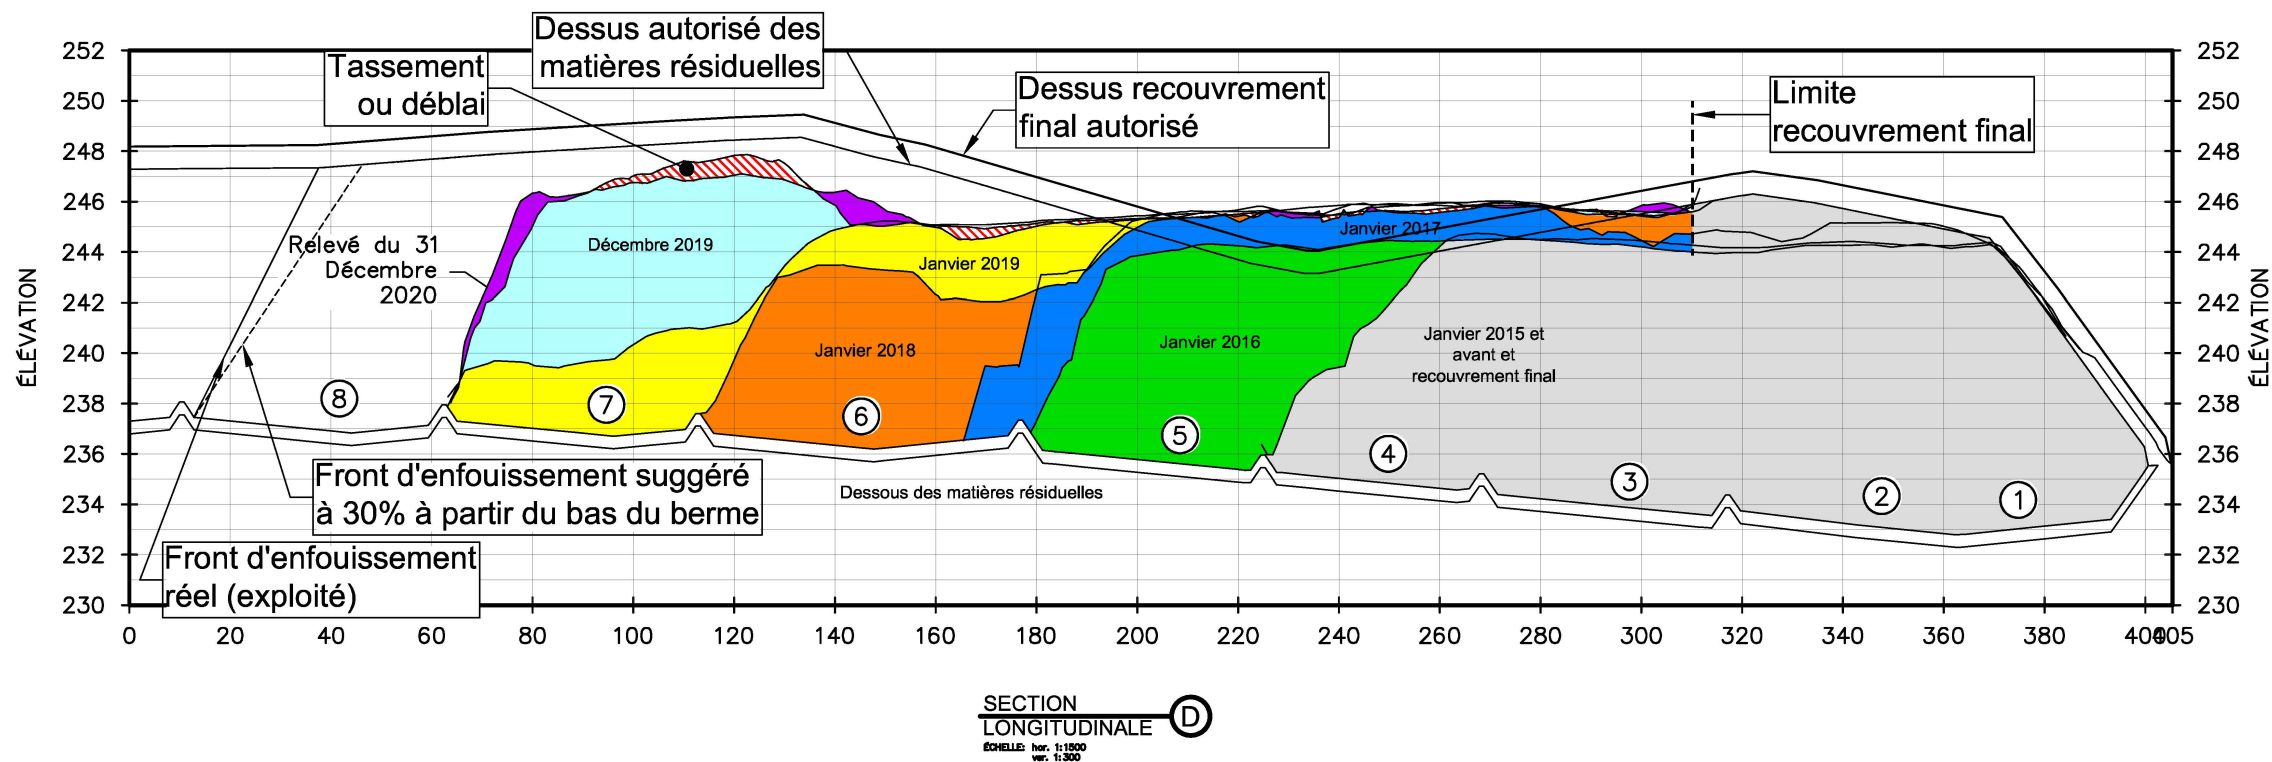 Dessus autorisé des
matières résiduelles
Tassement
ou déblai
Dessus recouvrement
final autorisé
Limite
recouvrement final
252
250
248
246
244
242
240
238
236
234
232
230
ÉLÉVATION
252
250
248
246
244
242
240
238
236
234
232
230
ÉLÉVATION
Relevé du 31
Décembre
2020
Décembre 2019
Janvier 2019
Janvier 2018
Janvier 2017
Janvier 2016
Janvier 2015 et
avant et
recouvrement final
8
7
6
5
4
3
2
1
Dessous des matières résiduelles
Front d'enfouissement suggéré
à 30% à partir du bas du berme
Front d'enfouissement
réel (exploité)
0 20 40 60 80 100 120 140 160 180 200 220 240 260 280 300 320 340 360 380 400 405
SECTION
LONGITUDINALE D
ÉCHELLE: hor. 1:1500
ver. 1:300